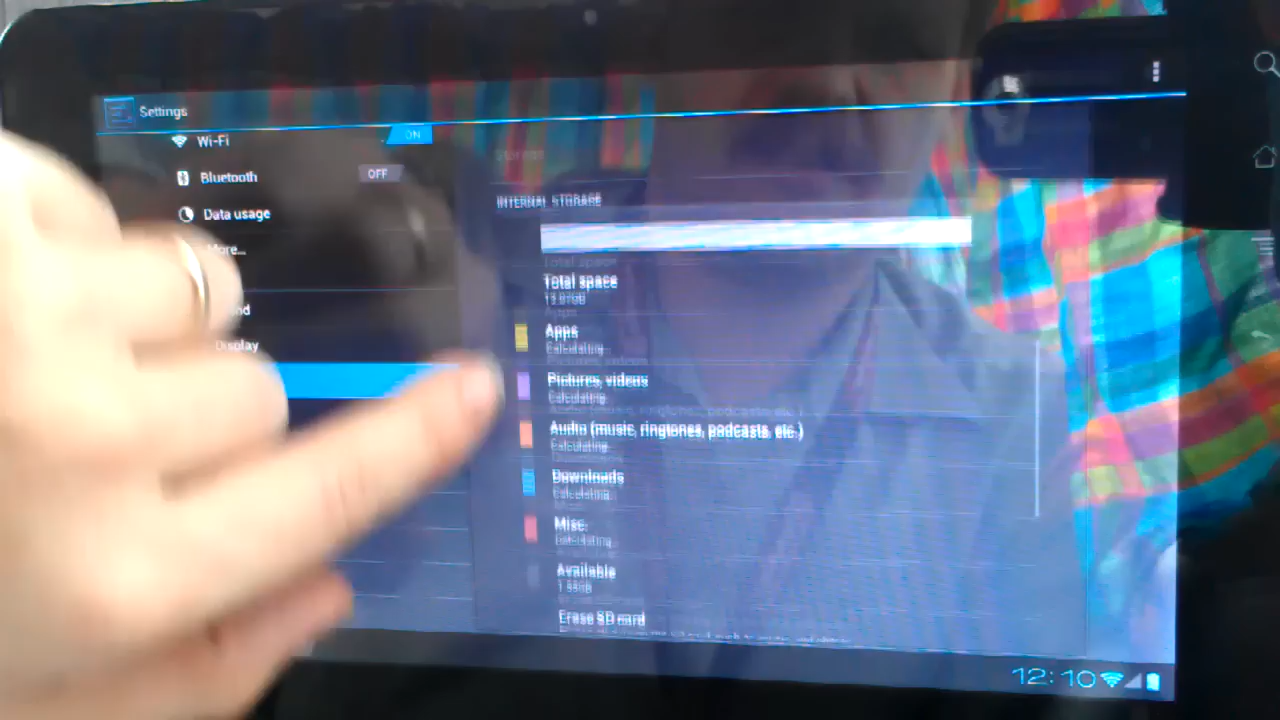 Settings
Wi-Fi
ON
Bluetooth
OFF
Data usage
More...
Display
INTERNAL STORAGE
Total space
Apps
Calculating...
Pictures, videos
Calculating...
Audio (music, ringtones, podcasts, etc.)
Calculating...
Downloads
Calculating...
Misc.
Calculating...
Available
Erase SD card
12:10